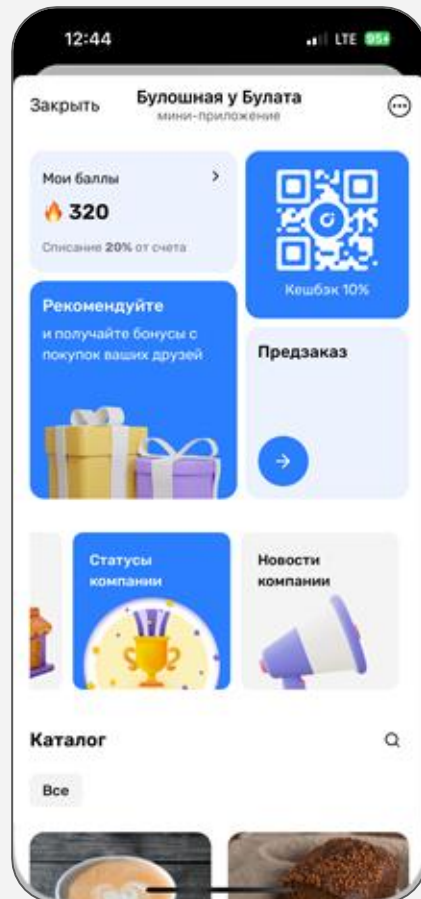 12:44
LTE 95+
Закрыть
Булошная у Булата
мини-приложение
Мои баллы
320
Списание 20% от счета
Кешбэк 10%
Рекомендуйте
и получайте бонусы с
покупок ваших друзей
Предзаказ
Статусы
компании
Новости
компании
Каталог
Все